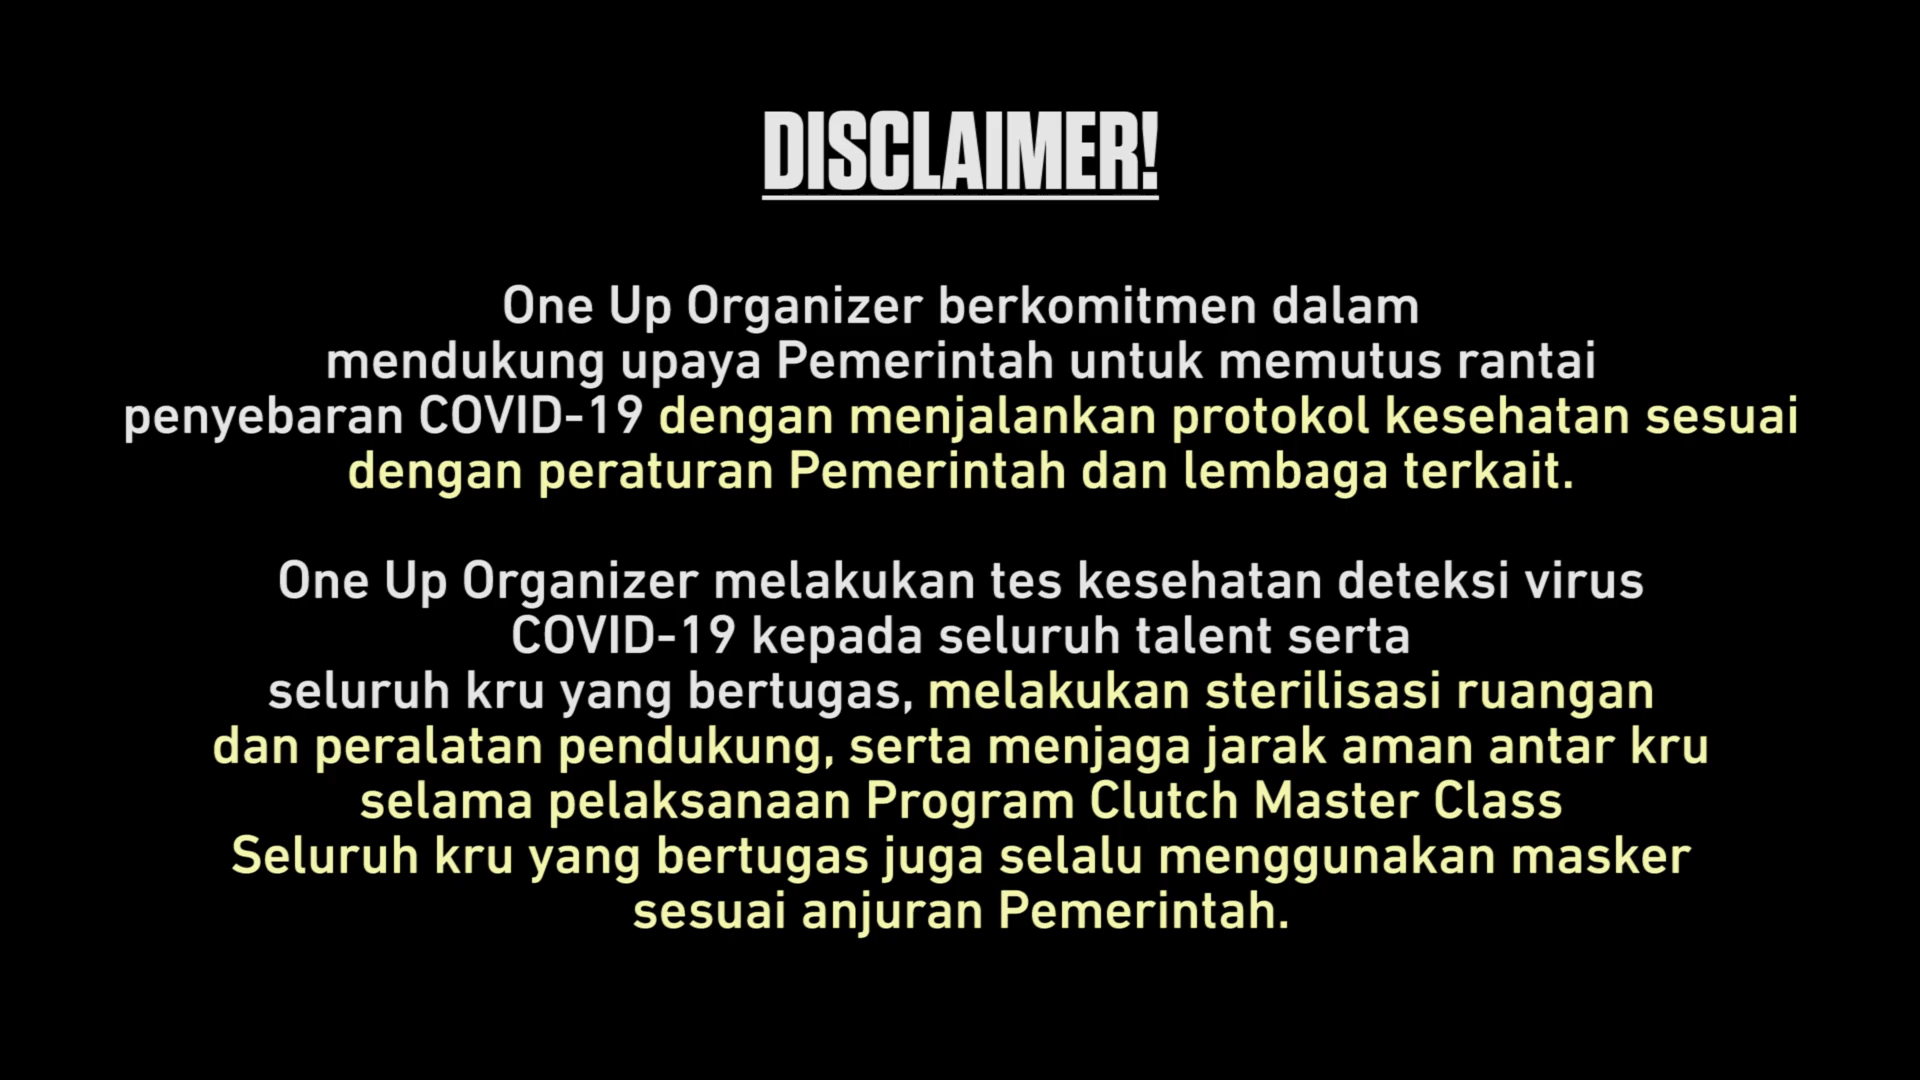 DISCLAIMER!
One Up Organizer berkomitmen dalam
mendukung upaya Pemerintah untuk memutus rantai
penyebaran COVID-19 dengan menjalankan protokol kesehatan sesuai
dengan peraturan Pemerintah dan lembaga terkait.
One Up Organizer melakukan tes kesehatan deteksi virus
COVID-19 kepada seluruh talent serta
seluruh kru yang bertugas, melakukan sterilisasi ruangan
dan peralatan pendukung, serta menjaga jarak aman antar kru
selama pelaksanaan Program Clutch Master Class
Seluruh kru yang bertugas juga selalu menggunakan masker
sesuai anjuran Pemerintah.